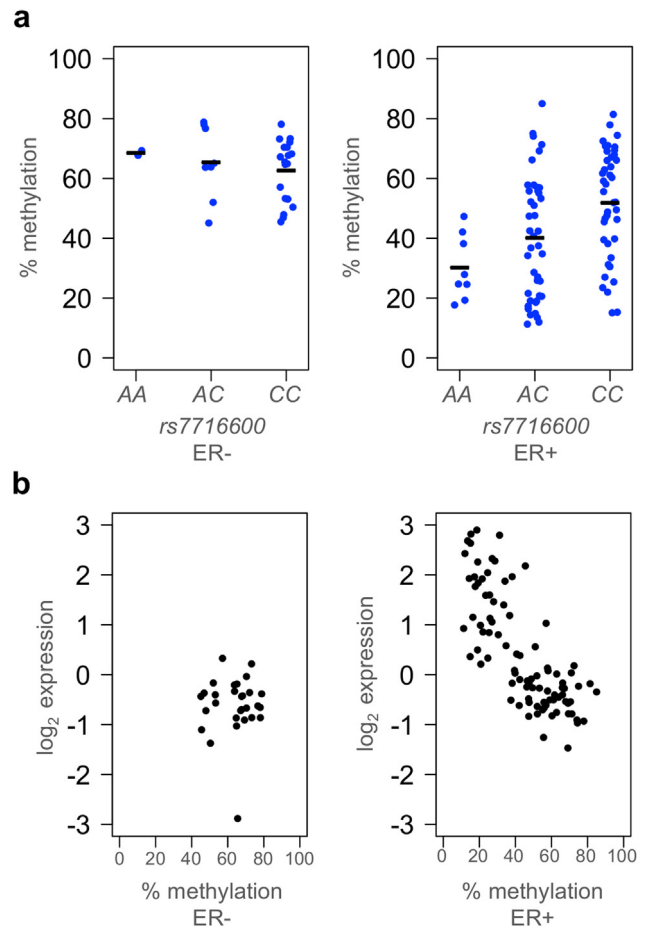 a
100
80
60
40
20
0
% methylation
AA AC CC
rs7716600
ER-
100
80
60
40
20
0
% methylation
AA AC CC
rs7716600
ER+
b
3
2
1
0
-1
-2
-3
log2 expression
0 20 40 60 80 100
% methylation
ER-
3
2
1
0
-1
-2
-3
log2 expression
0 20 40 60 80 100
% methylation
ER+